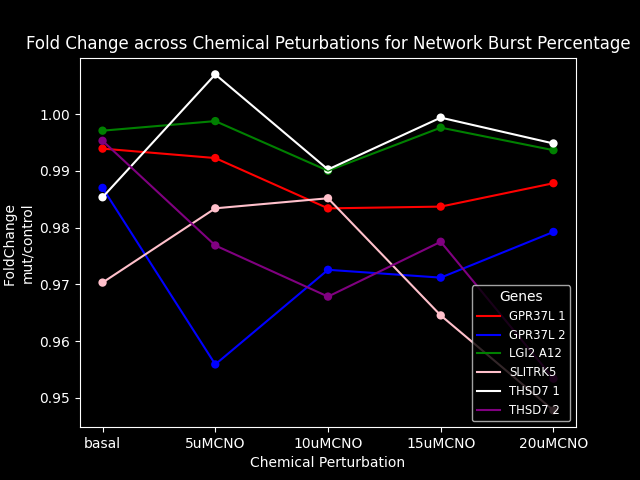 Fold Change across Chemical Peturbations for Network Burst Percentage
FoldChange
mut/control
1.00
0.99
0.98
0.97
0.96
0.95
Genes
GPR37L 1
GPR37L 2
LGI2 A12
SLITRK5
THSD7 1
THSD7 2
basal
5uMCNO
10uMCNO
15uMCNO
20uMCNO
Chemical Perturbation